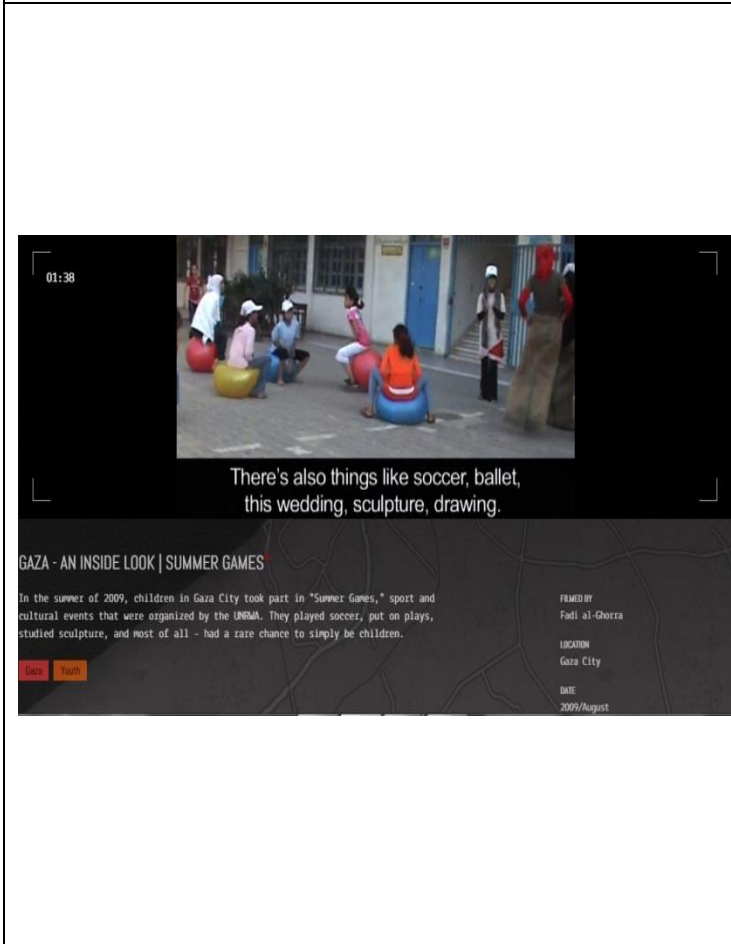 01:38
There's also things like soccer, ballet,
this wedding, sculpture, drawing.
GAZA - AN INSIDE LOOK | SUMMER GAMES
In the summer of 2009, children in Gaza City took part in "Summer Games," sport and
cultural events that were organized by the UNRWA. They played soccer, put on plays,
studied sculpture, and most of all - had a rare chance to simply be children.
Gaza Youth
FILMED BY
Fadi al-Ghorra
LOCATION
Gaza City
DATE
2009/August